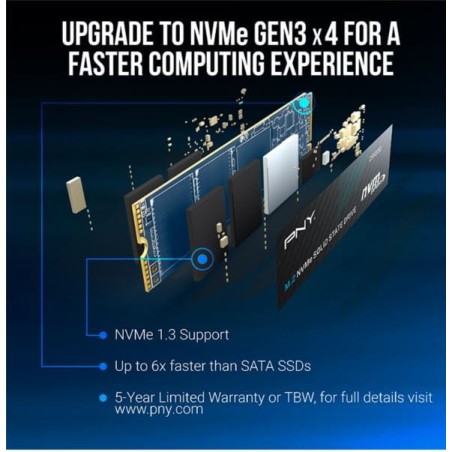 UPGRADE TO NVMe GEN3 x4 FOR A
FASTER COMPUTING EXPERIENCE
PNY
M.2 NVMe SOLID STATE DRIVE
nvm
NVMe 1.3 Support
Up to 6x faster than SATA SSDs
5-Year Limited Warranty or TBW, for full details visit
www.pny.com